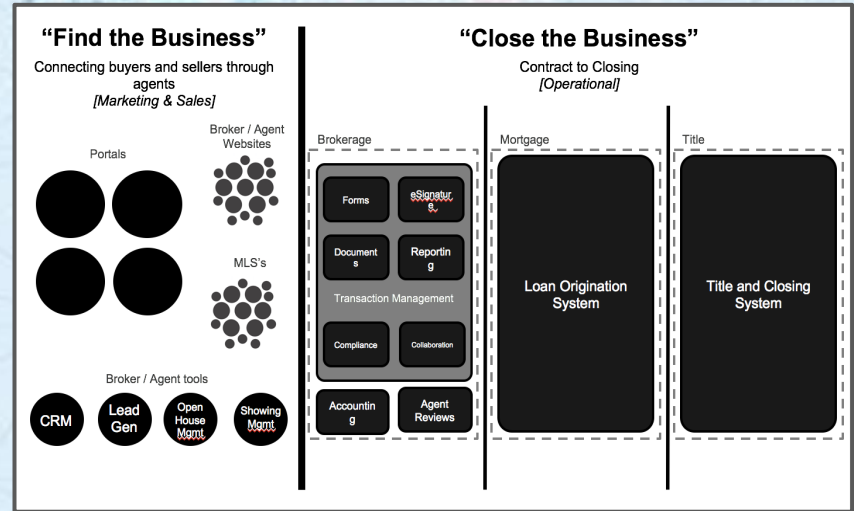 “Find the Business”
Connecting buyers and sellers through
agents
[Marketing & Sales]
Portals
Broker / Agent
Websites
MLS's
Broker / Agent tools
CRM
Lead
Gen
Open
House
Mgmt
Showing
Mgmt
“Close the Business”
Contract to Closing
[Operational]
Brokerage
Forms
eSignatur
e
Document
s
Reportin
g
Transaction Management
Compliance
Collaboration
Accountin
g
Agent
Reviews
Mortgage
Loan Origination
System
Title
Title and Closing
System